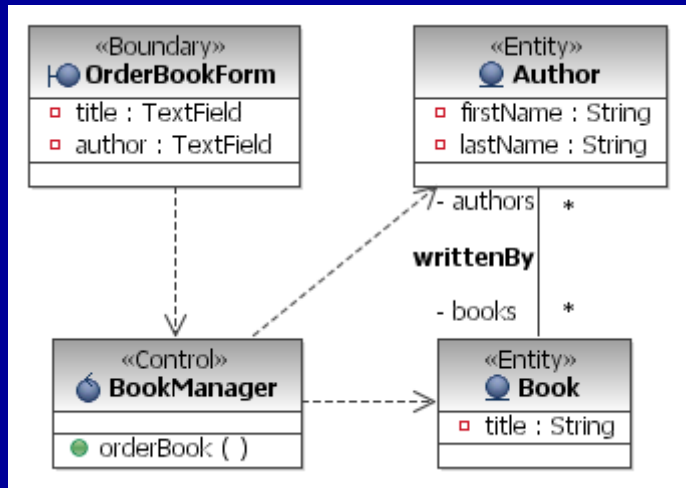 «Boundary»
OrderBookForm
title : TextField
author : TextField
«Entity»
Author
firstName : String
lastName : String
- authors *
writtenBy
- books *
«Control»
BookManager
orderBook ( )
«Entity»
Book
title : String